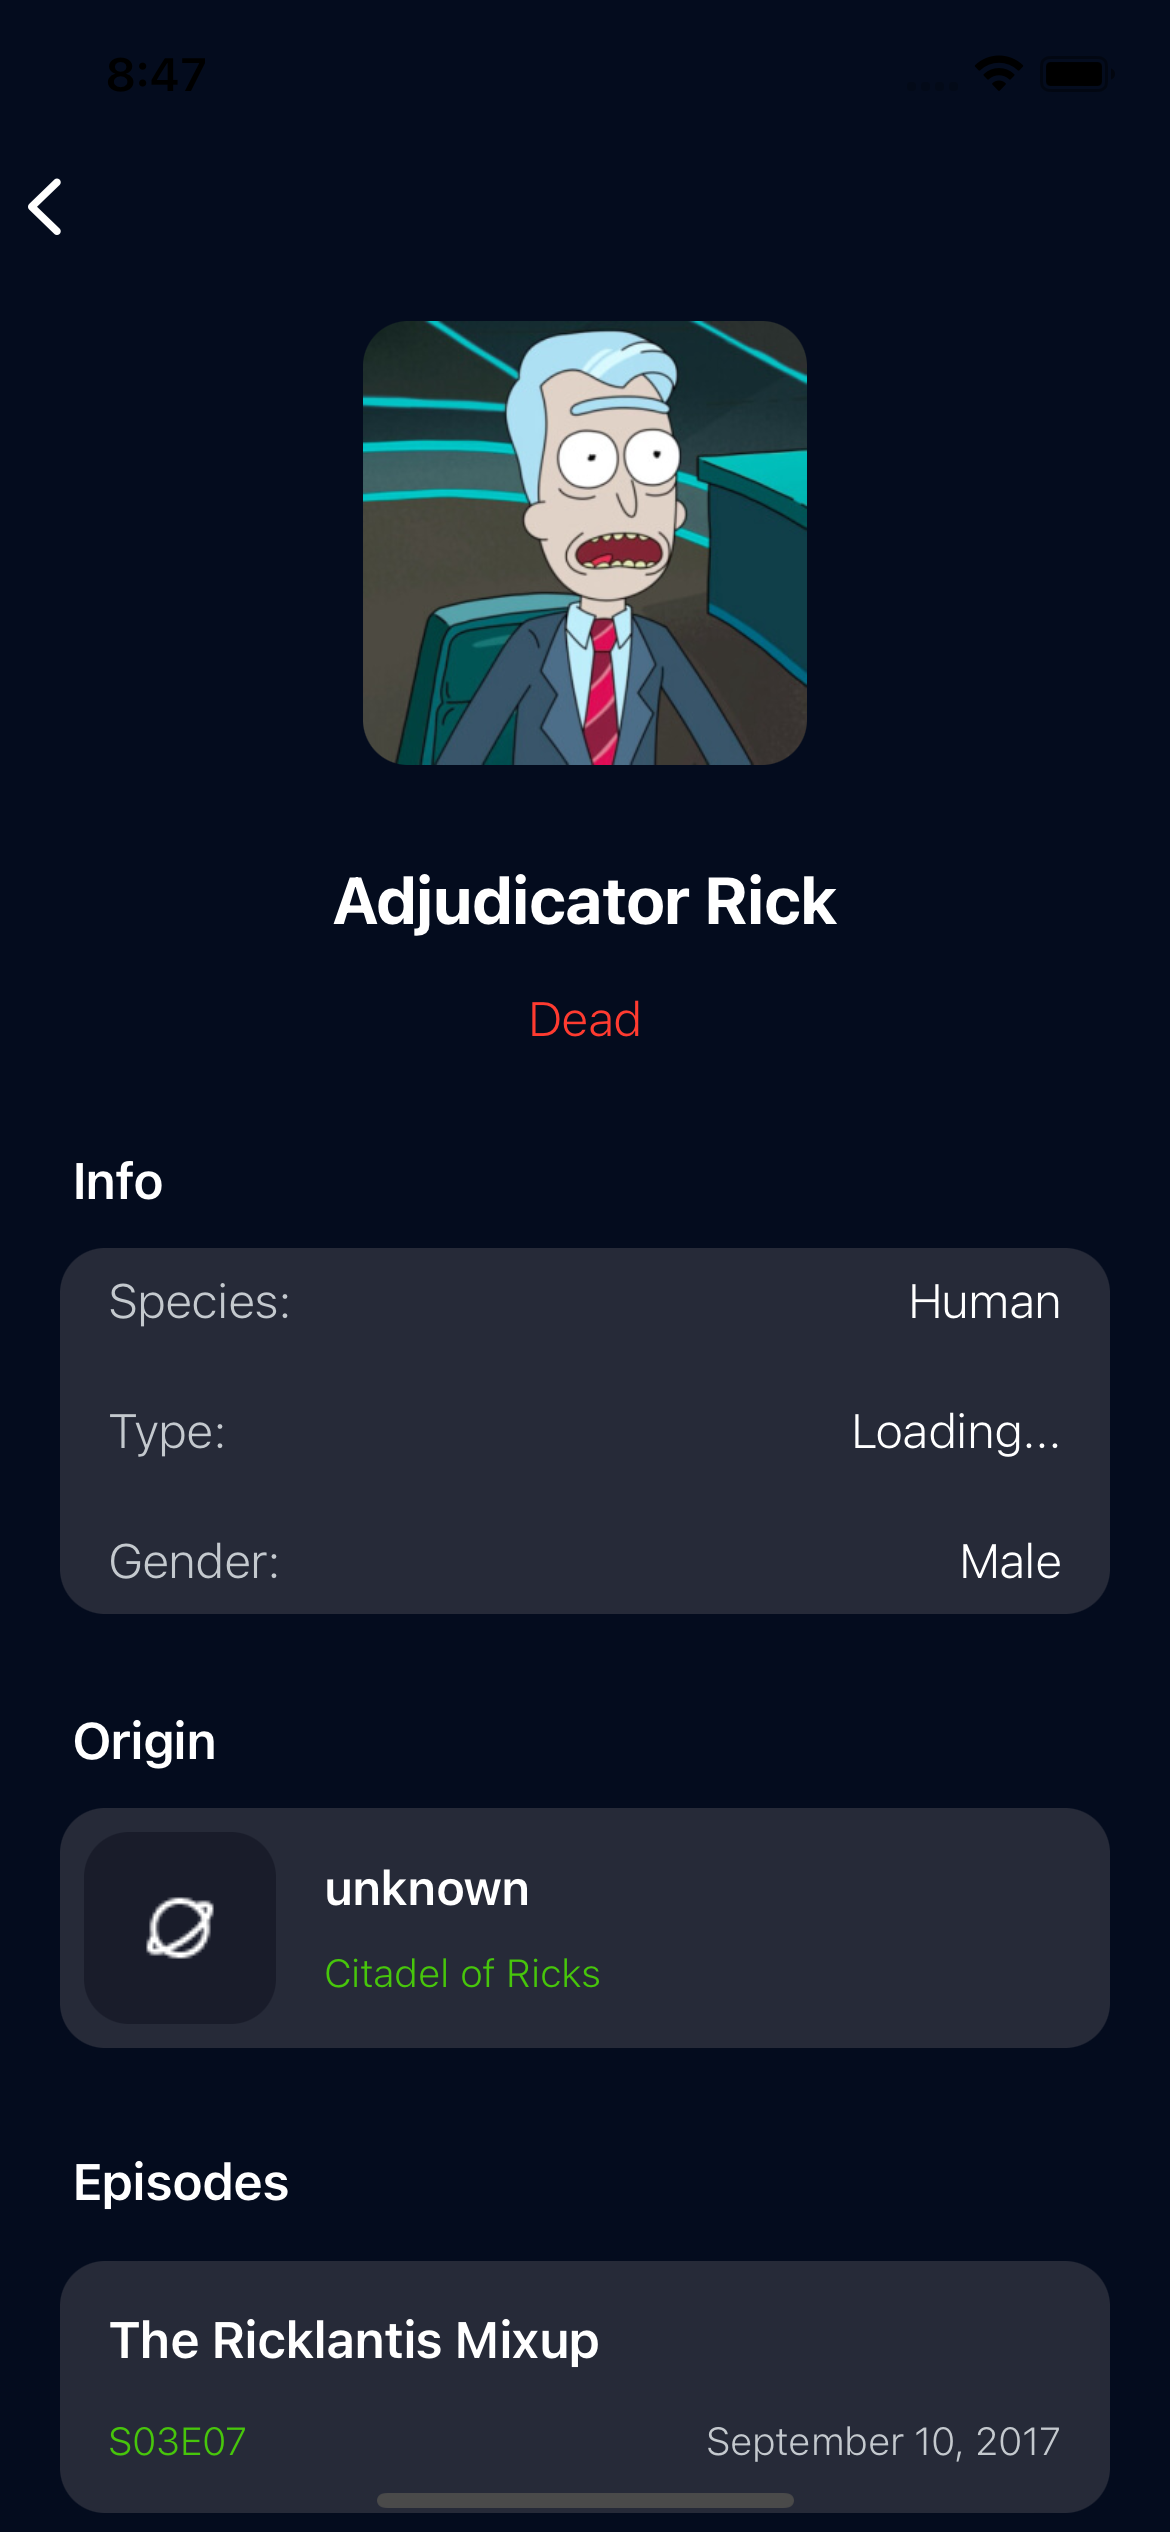 8:47
Adjudicator Rick
Dead
Info
Species: Human
Type: Loading...
Gender: Male
Origin
unknown
Citadel of Ricks
Episodes
The Ricklantis Mixup
S03E07 September 10, 2017